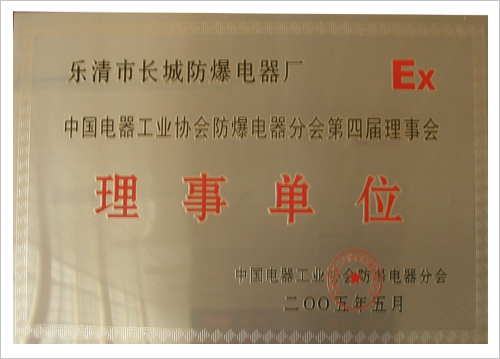 乐清市长城防爆电器厂 Ex
中国电器工业协会防爆电器分会第四届理事会
理事单位
中国电器工业协会防爆电器分会
二〇〇五年五月